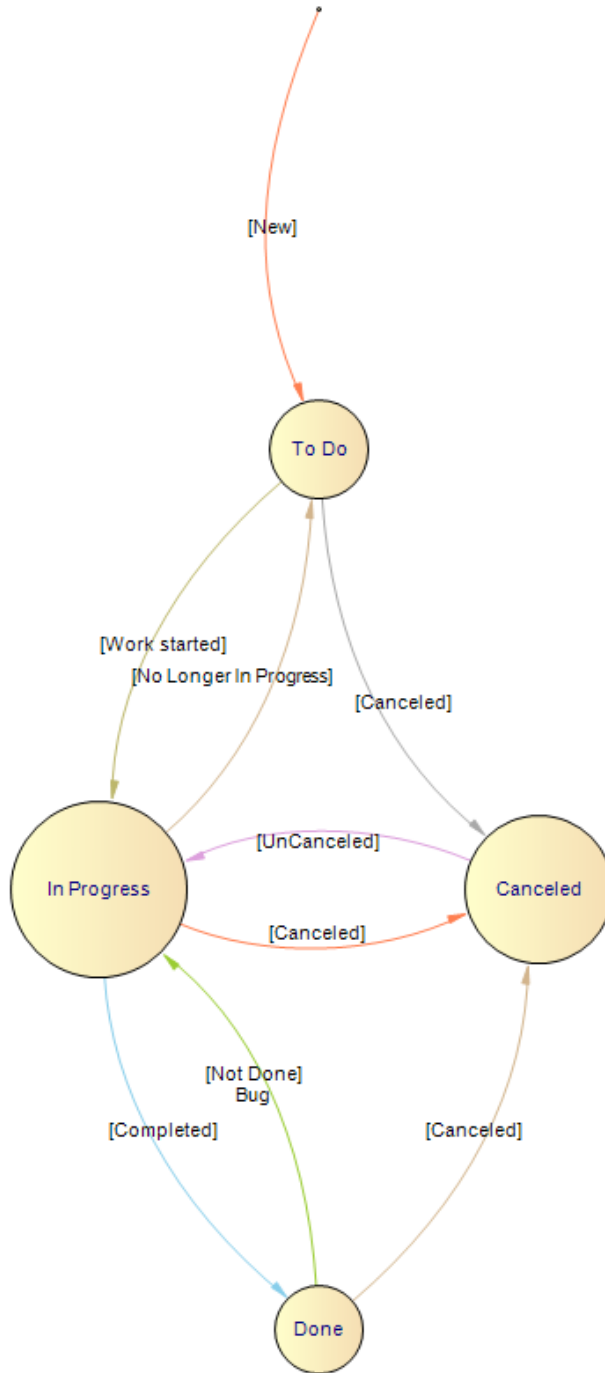 [New]
To Do
[Work started]
[No Longer In Progress]
[Canceled]
[UnCanceled]
In Progress
Canceled
[Canceled]
[Not Done]
Bug
[Completed]
[Canceled]
Done